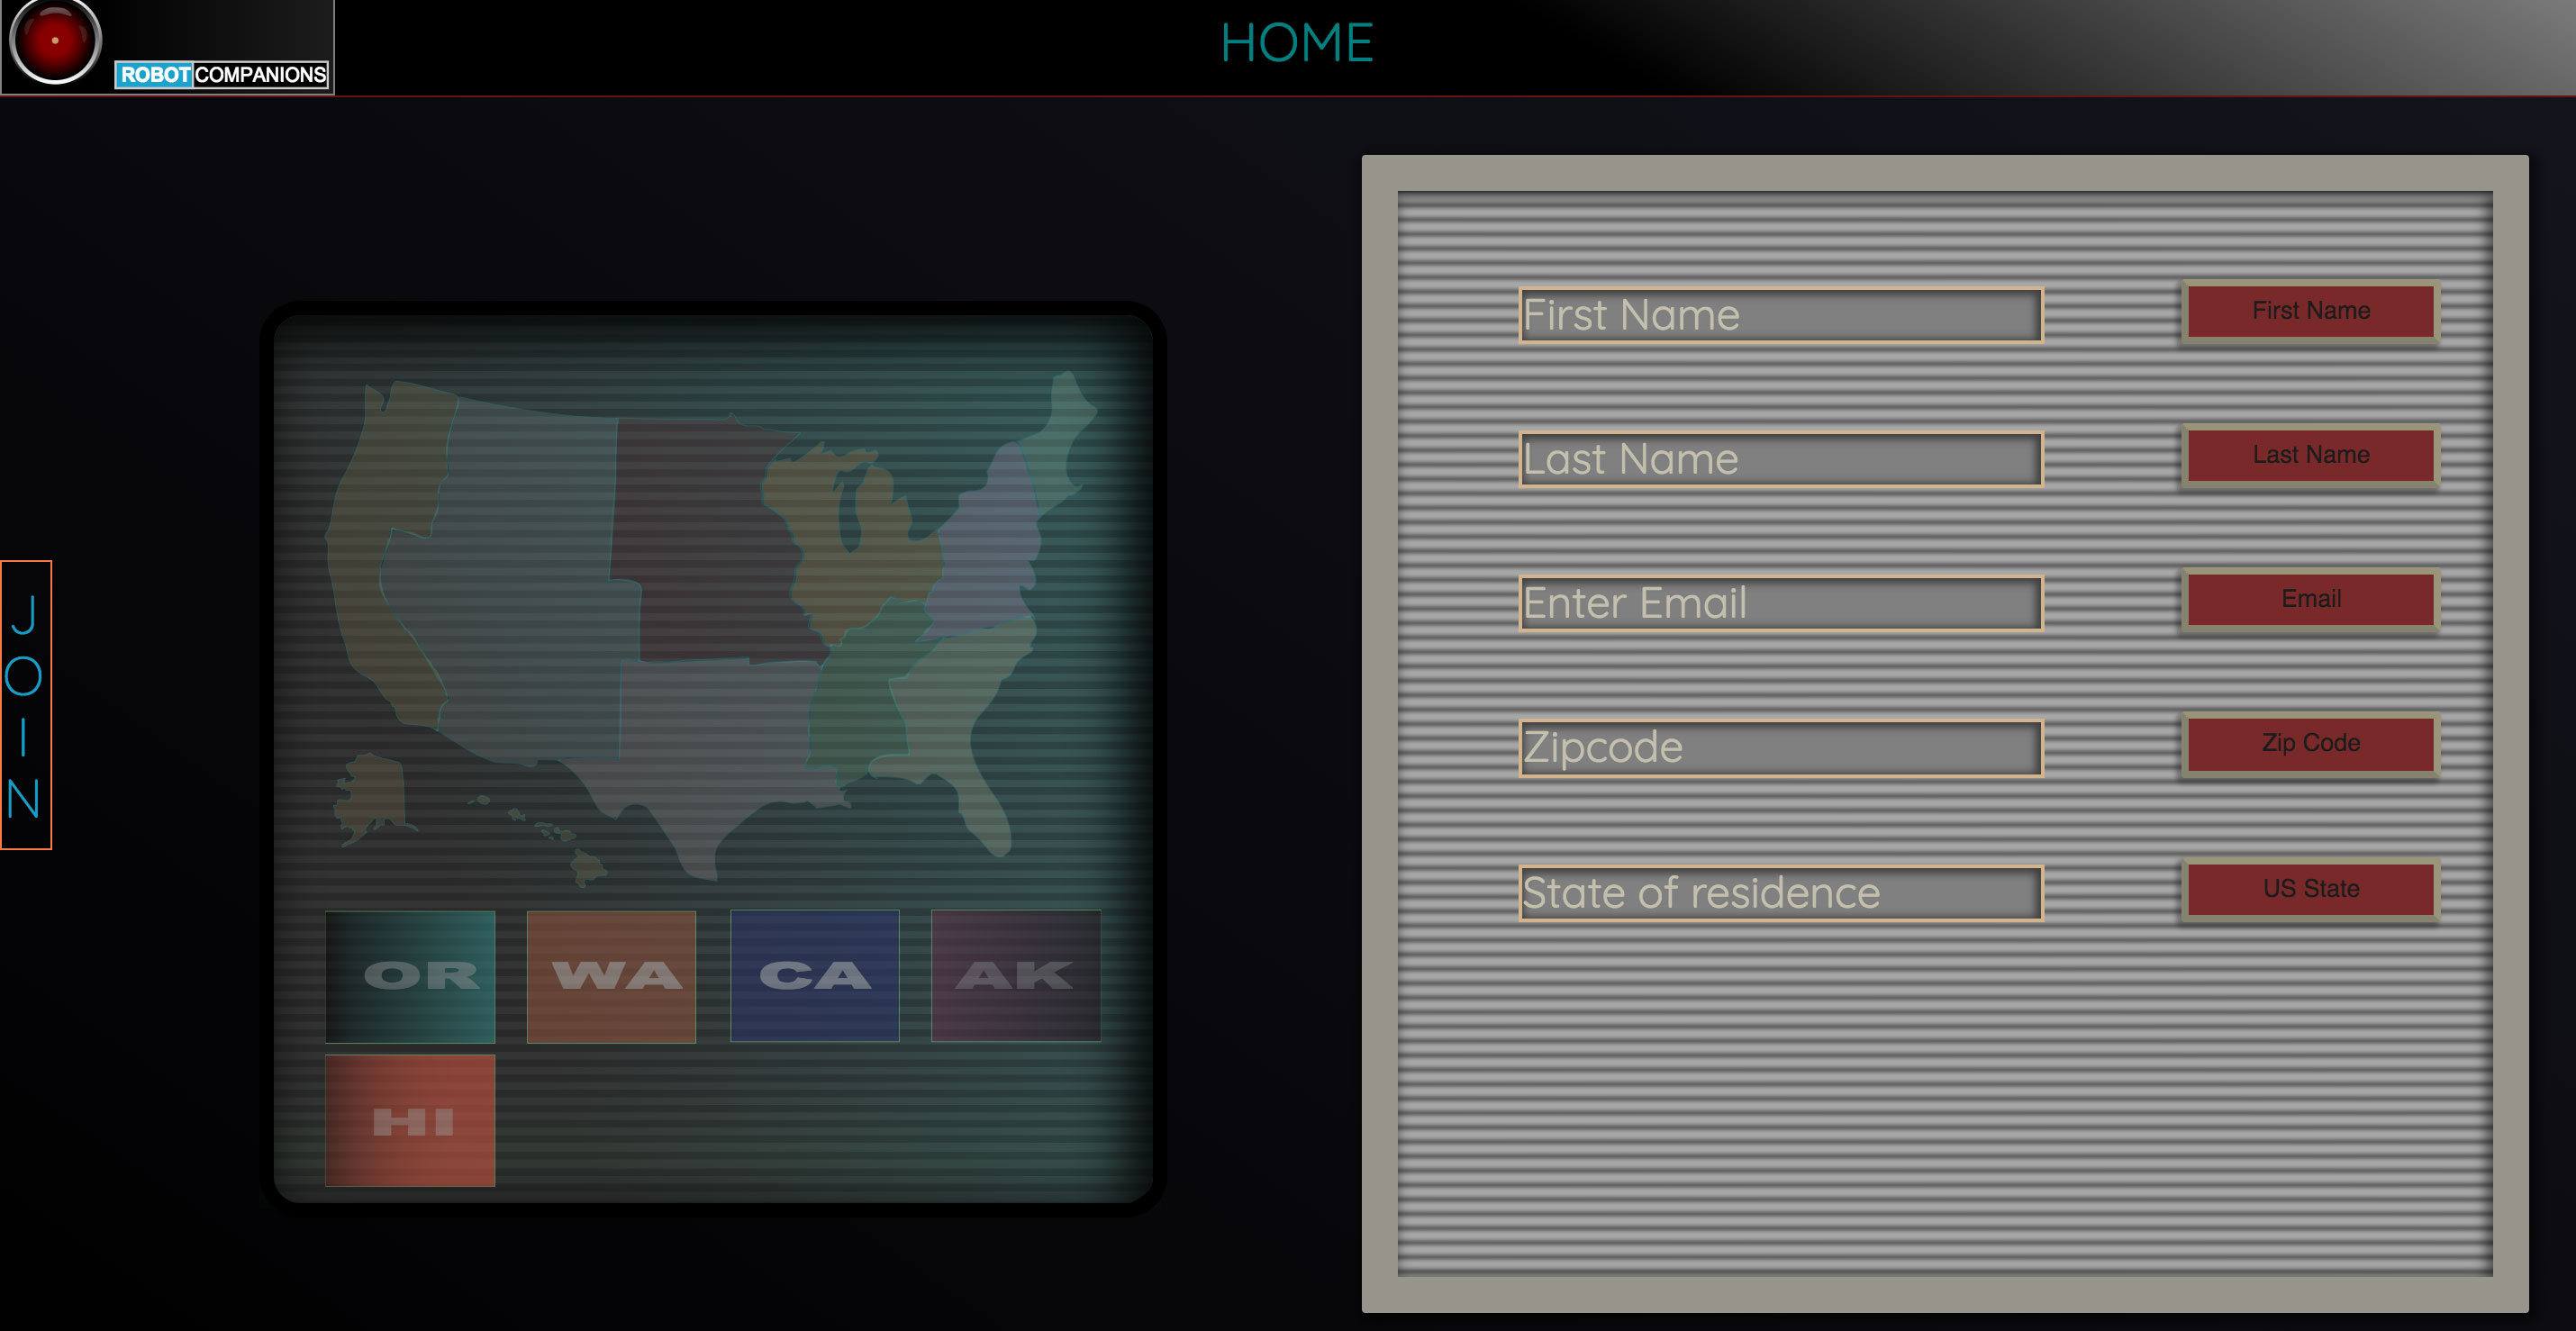 HOME
ROBOT COMPANIONS
JOIN
First Name
First Name
Last Name
Last Name
Enter Email
Email
Zipcode
Zip Code
State of residence
US State
OR WA CA AK
HI